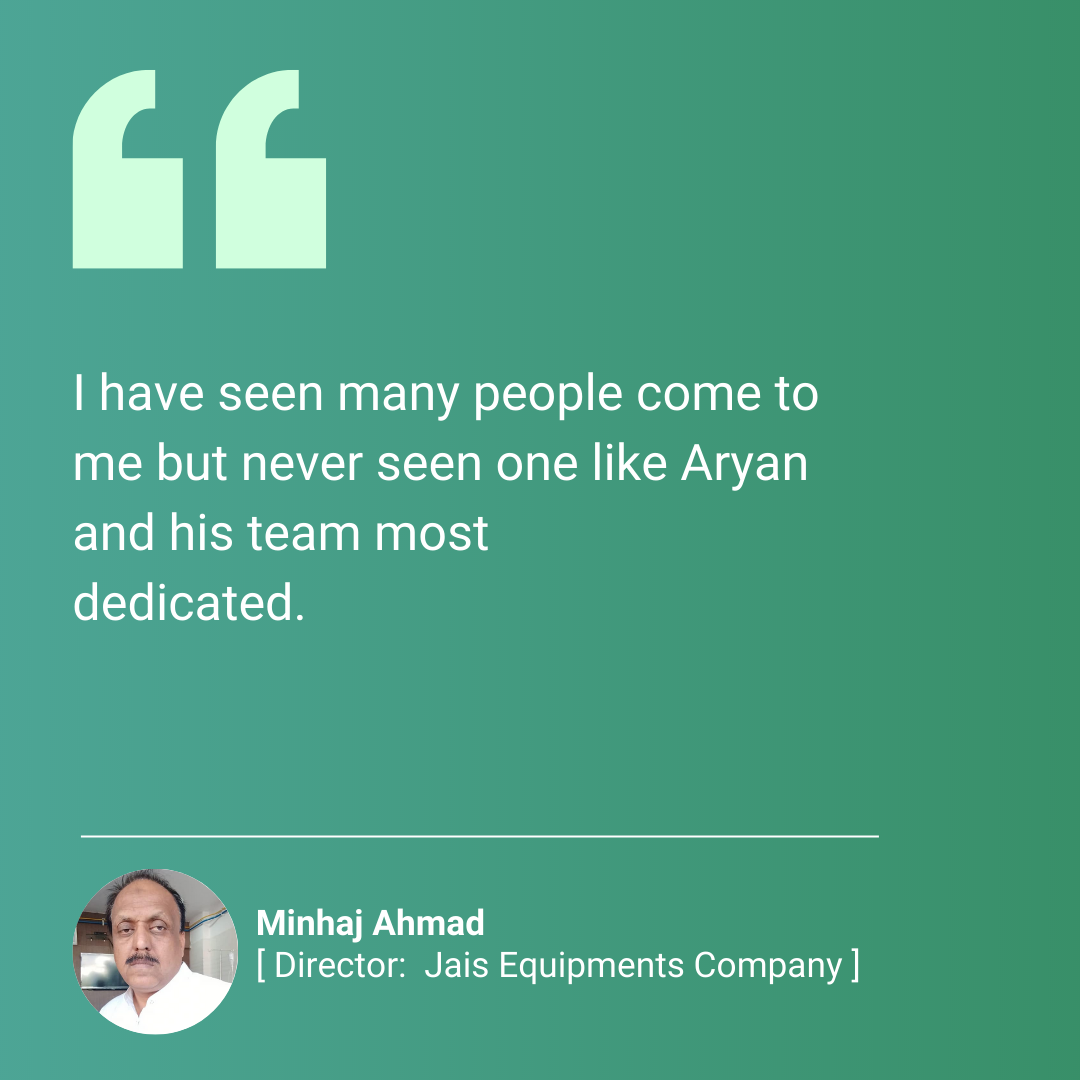 I have seen many people come to
me but never seen one like Aryan
and his team most
dedicated.
Minhaj Ahmad
[ Director:  Jais Equipments Company ]